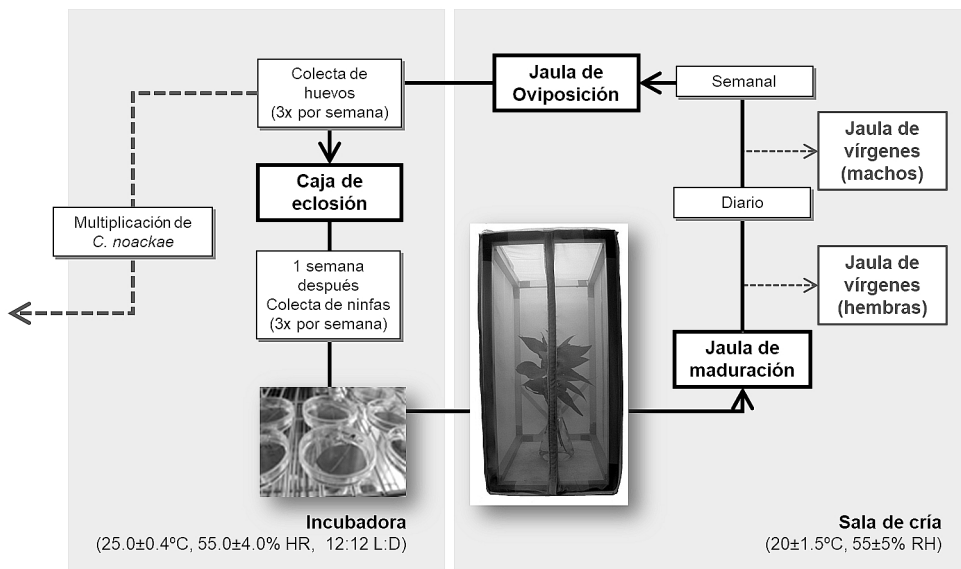 Colecta de
huevos
(3x por semana)
Jaula de
Oviposición
Semanal
Jaula de
vírgenes
(machos)
Caja de
eclosión
Diario
Multiplicación de
C. noackae
1 semana
después
Colecta de ninfas
(3x por semana)
Jaula de
vírgenes
(hembras)
Jaula de
maduración
Incubadora
(25.0±0.4ºC, 55.0±4.0% HR, 12:12 L:D)
Sala de cría
(20±1.5ºC, 55±5% RH)